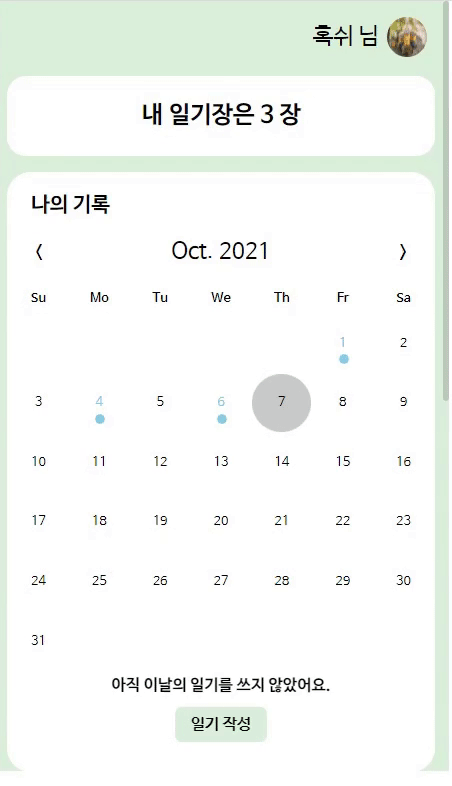 혹쉬 님
내 일기장은 3 장
나의 기록
〈 Oct. 2021 〉
Su Mo Tu We Th Fr Sa
1 2
3 4 5 6 7 8 9
10 11 12 13 14 15 16
17 18 19 20 21 22 23
24 25 26 27 28 29 30
31
아직 이날의 일기를 쓰지 않았어요.
일기 작성